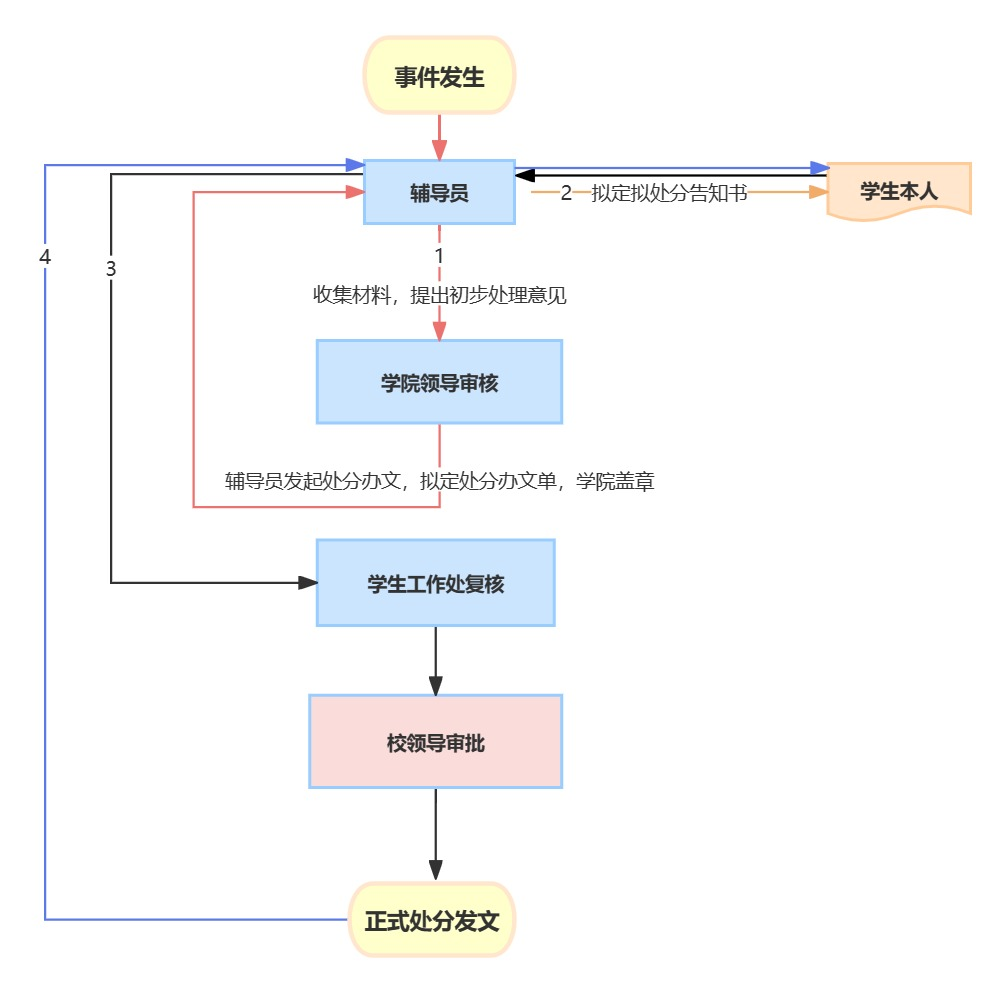 事件发生
辅导员
2
拟定拟处分告知书
学生本人
1
4
3
收集材料，提出初步处理意见
学院领导审核
辅导员发起处分办文，拟定处分办文单，学院盖章
学生工作处复核
校领导审批
正式处分发文